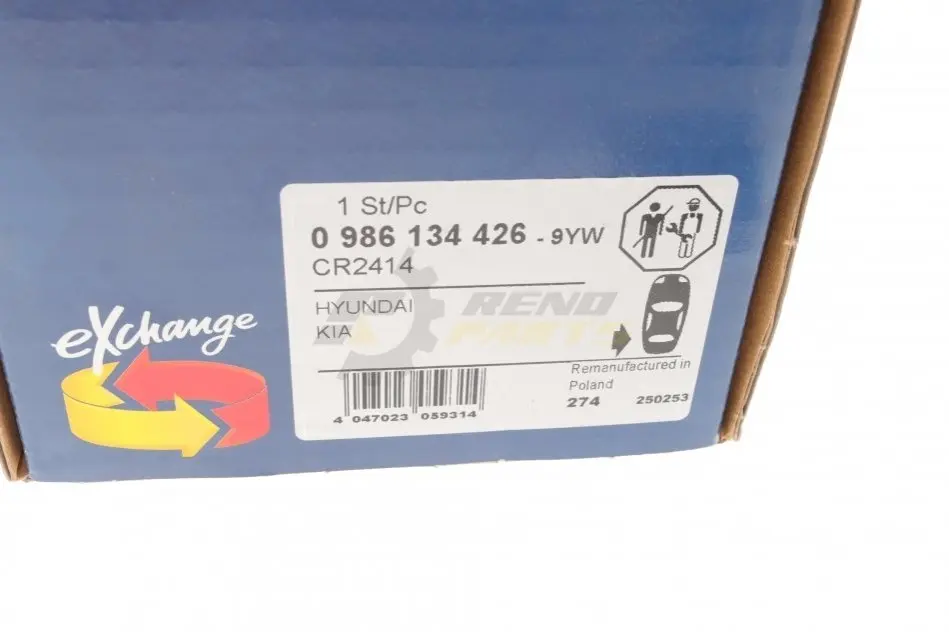 1 St/Pc
0 986 134 426 - 9YW
CR2414
HYUNDAI
KIA
RENO
PARTS
eXchange
Remanufactured in
Poland
274 250253
4 047023 059314